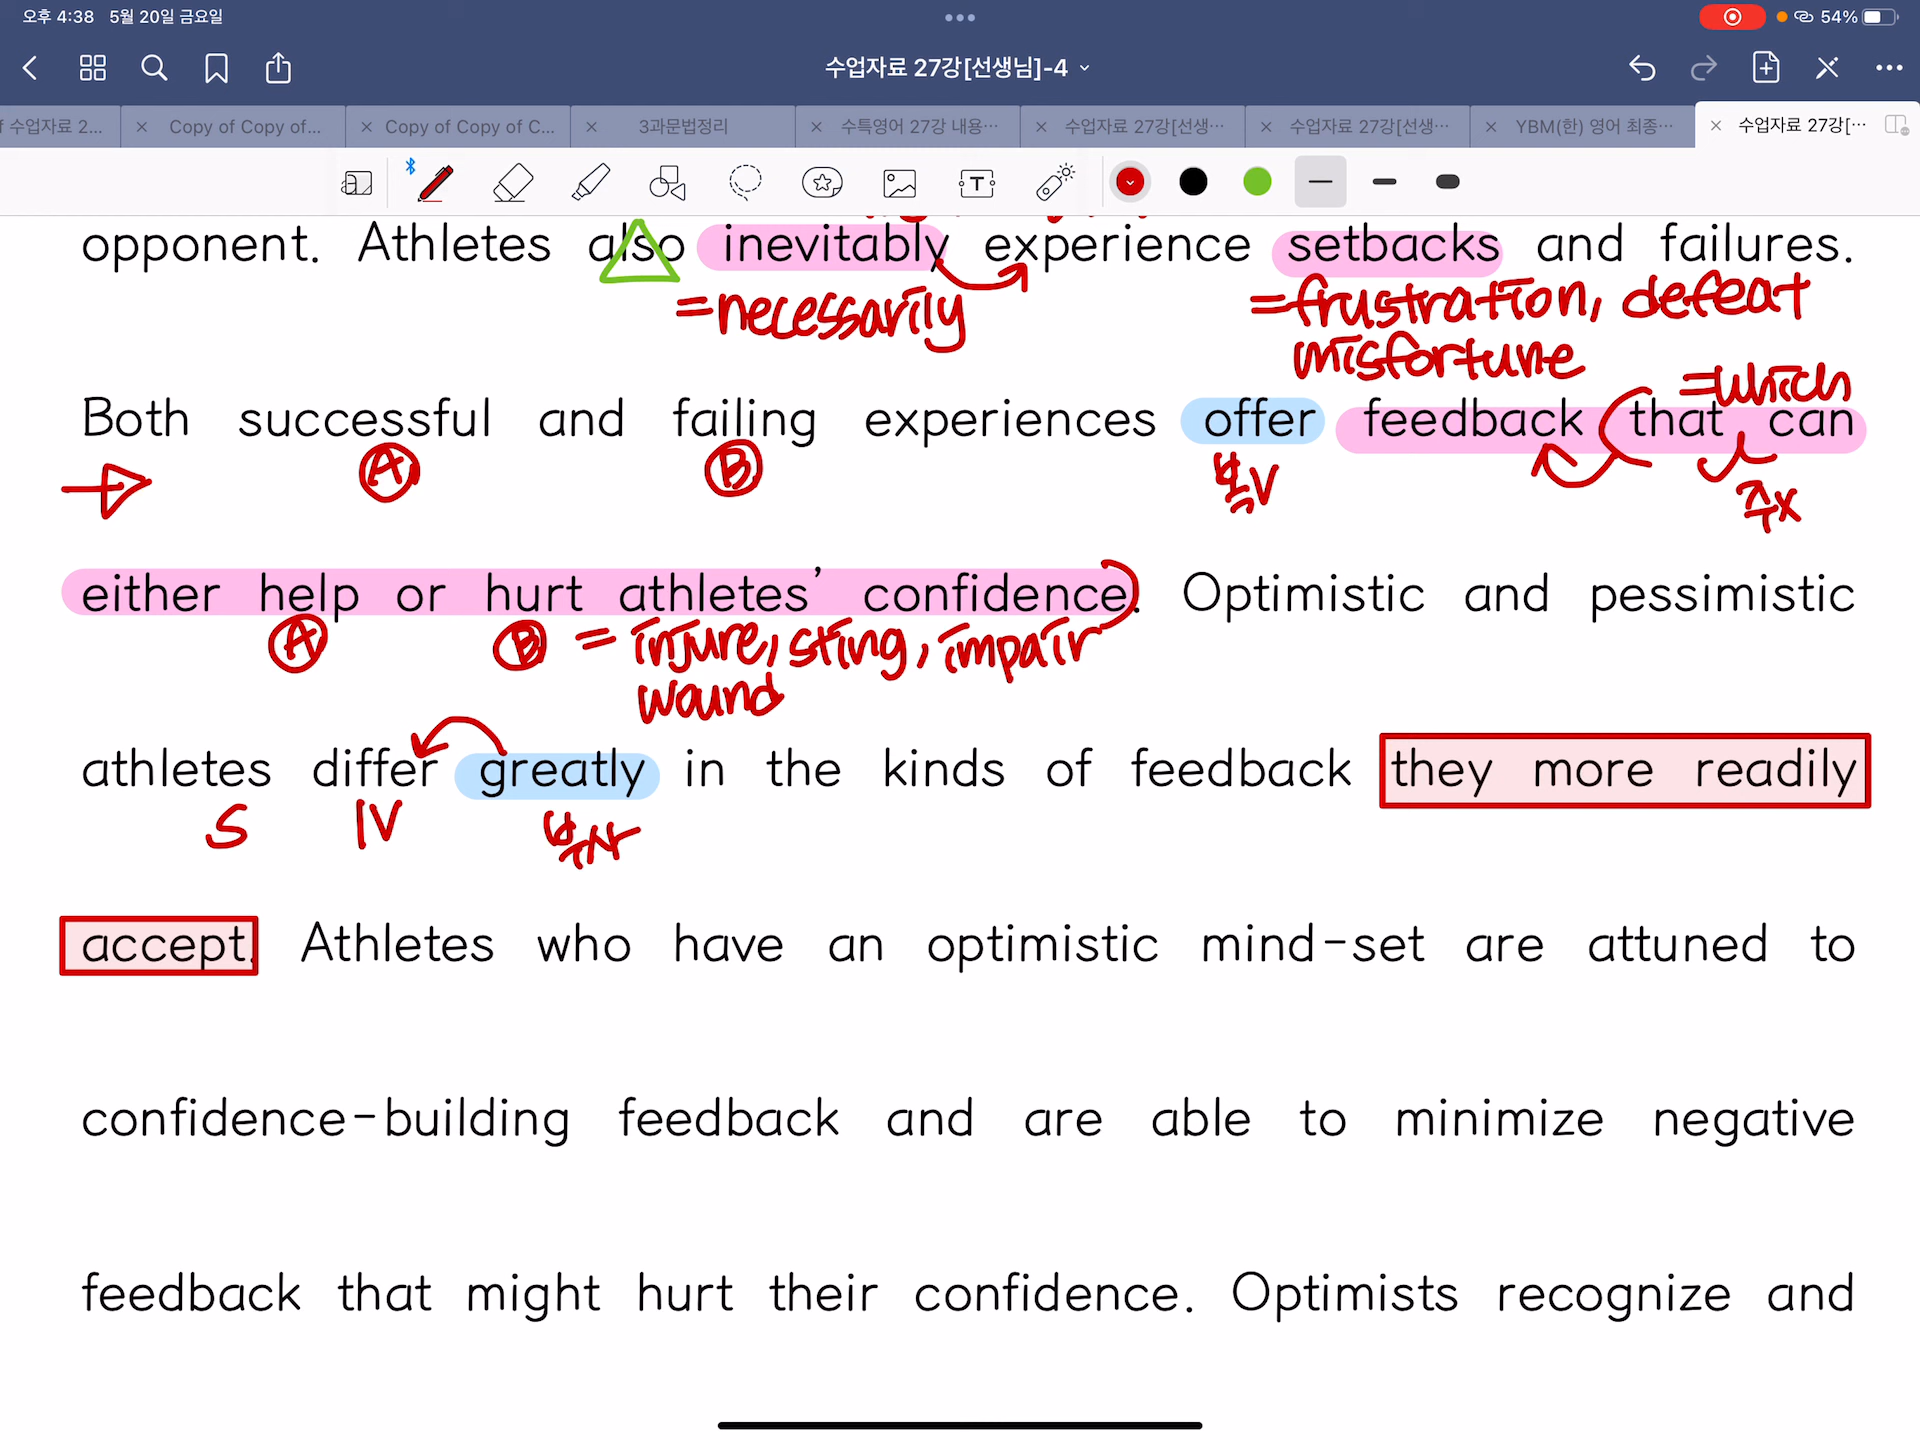 오후 4:38 5월 20일 금요일
54%
수업자료 27강[선생님]-4
f 수업자료 2... Copy of Copy of... Copy of Copy of C... 3과문법정리 수특영어 27강 내용... 수업자료 27강[선생... 수업자료 27강[선생... YBM(한) 영어 최종... 수업자료 27강[...
opponent. Athletes also inevitably experience setbacks and failures.
=necessarily =frustration, defeat
misfortune
=which
Both successful and failing experiences offer feedback that can
A B 본V
주X
either help or hurt athletes' confidence. Optimistic and pessimistic
A B = injure, sting, impair
wound
athletes differ greatly in the kinds of feedback they more readily
S 1V 부사
accept. Athletes who have an optimistic mind-set are attuned to
confidence-building feedback and are able to minimize negative
feedback that might hurt their confidence. Optimists recognize and